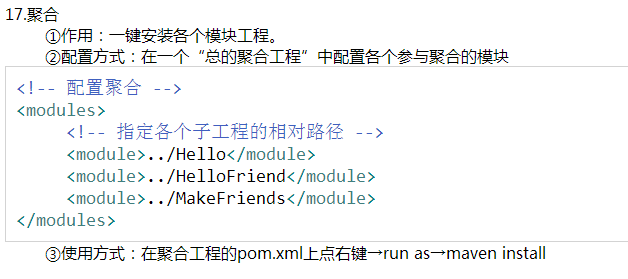 17.聚合
①作用：一键安装各个模块工程。
②配置方式：在一个“总的聚合工程”中配置各个参与聚合的模块
<!-- 配置聚合 -->
<modules>
<!-- 指定各个子工程的相对路径 -->
<module>../Hello</module>
<module>../HelloFriend</module>
<module>../MakeFriends</module>
</modules>
③使用方式：在聚合工程的pom.xml上点右键→run as→maven install